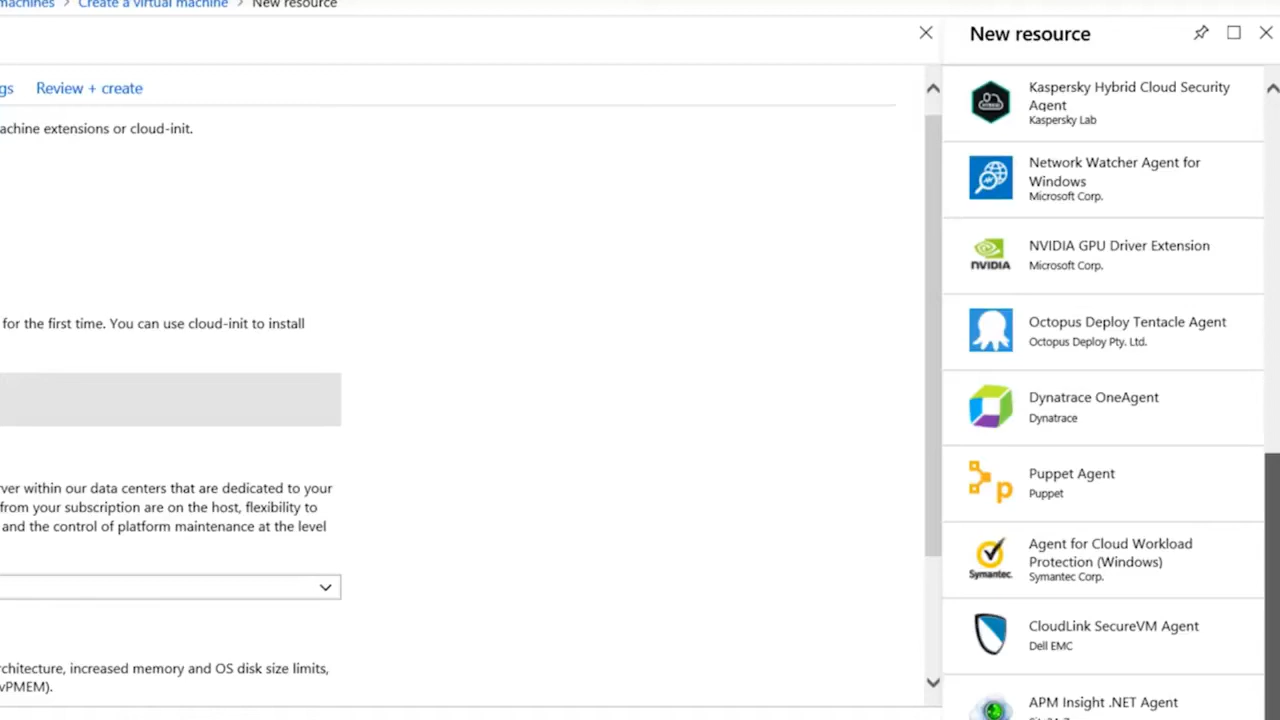 machines > Create a virtual machine > New resource
New resource
gs Review + create
achine extensions or cloud-init.
for the first time. You can use cloud-init to install
rver within our data centers that are dedicated to your
from your subscription are on the host, flexibility to
and the control of platform maintenance at the level
rchitecture, increased memory and OS disk size limits,
vPMEM).
Kaspersky Hybrid Cloud Security
Agent
Kaspersky Lab
Network Watcher Agent for
Windows
Microsoft Corp.
NVIDIA
NVIDIA GPU Driver Extension
Microsoft Corp.
Octopus Deploy Tentacle Agent
Octopus Deploy Pty. Ltd.
Dynatrace OneAgent
Dynatrace
Puppet Agent
Puppet
Symantec.
Agent for Cloud Workload
Protection (Windows)
Symantec Corp.
CloudLink SecureVM Agent
Dell EMC
APM Insight .NET Agent